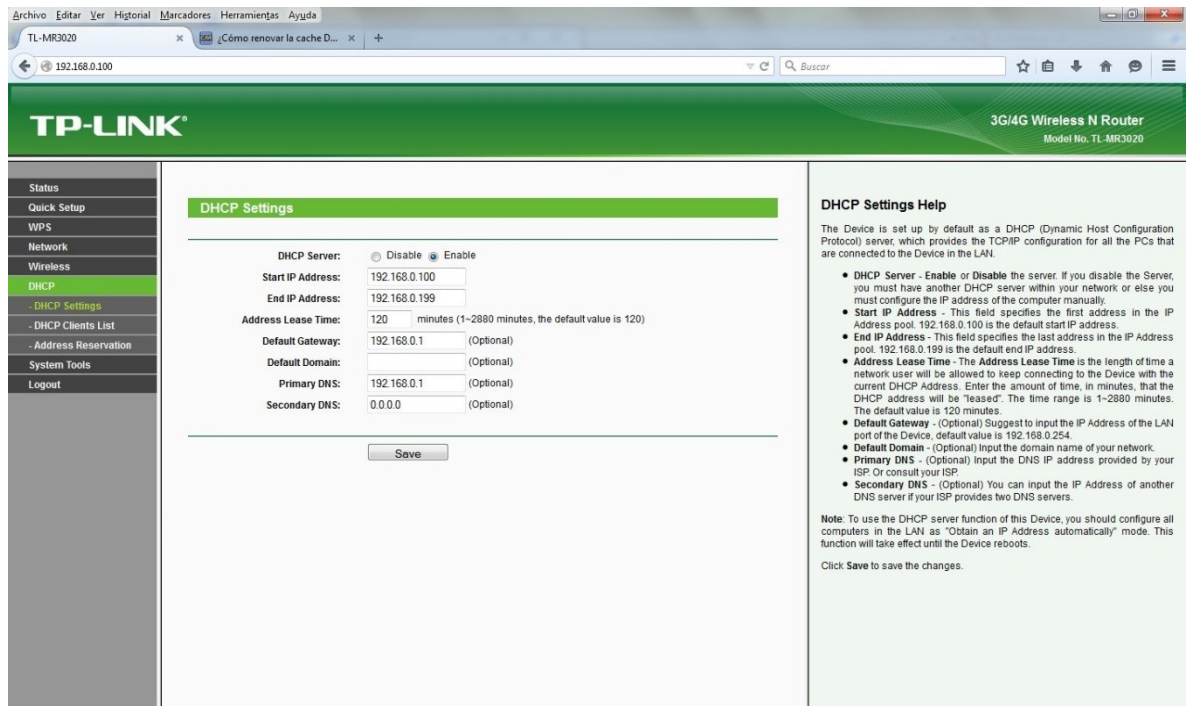 Archivo Editar Ver Historial Marcadores Herramientas Ayuda
TL-MR3020
¿Cómo renovar la cache D...
192.168.0.100
Buscar
TP-LINK®
3G/4G Wireless N Router
Model No. TL-MR3020
Status
Quick Setup
WPS
Network
Wireless
DHCP
- DHCP Settings
- DHCP Clients List
- Address Reservation
System Tools
Logout
DHCP Settings
DHCP Server: Disable Enable
Start IP Address: 192.168.0.100
End IP Address: 192.168.0.199
Address Lease Time: 120 minutes (1~2880 minutes, the default value is 120)
Default Gateway: 192.168.0.1 (Optional)
Default Domain: (Optional)
Primary DNS: 192.168.0.1 (Optional)
Secondary DNS: 0.0.0.0 (Optional)
Save
DHCP Settings Help
The Device is set up by default as a DHCP (Dynamic Host Configuration
Protocol) server, which provides the TCP/IP configuration for all the PCs that
are connected to the Device in the LAN.
• DHCP Server - Enable or Disable the server. If you disable the Server,
you must have another DHCP server within your network or else you
must configure the IP address of the computer manually.
• Start IP Address - This field specifies the first address in the IP
Address pool. 192.168.0.100 is the default start IP address.
• End IP Address - This field specifies the last address in the IP Address
pool. 192.168.0.199 is the default end IP address.
• Address Lease Time - The Address Lease Time is the length of time a
network user will be allowed to keep connecting to the Device with the
current DHCP Address. Enter the amount of time, in minutes, that the
DHCP address will be "leased". The time range is 1~2880 minutes.
The default value is 120 minutes.
• Default Gateway - (Optional) Suggest to input the IP Address of the LAN
port of the Device, default value is 192.168.0.254.
• Default Domain - (Optional) Input the domain name of your network.
• Primary DNS - (Optional) Input the DNS IP address provided by your
ISP. Or consult your ISP.
• Secondary DNS - (Optional) You can input the IP Address of another
DNS server if your ISP provides two DNS servers.
Note: To use the DHCP server function of this Device, you should configure all
computers in the LAN as "Obtain an IP Address automatically" mode. This
function will take effect until the Device reboots.
Click Save to save the changes.